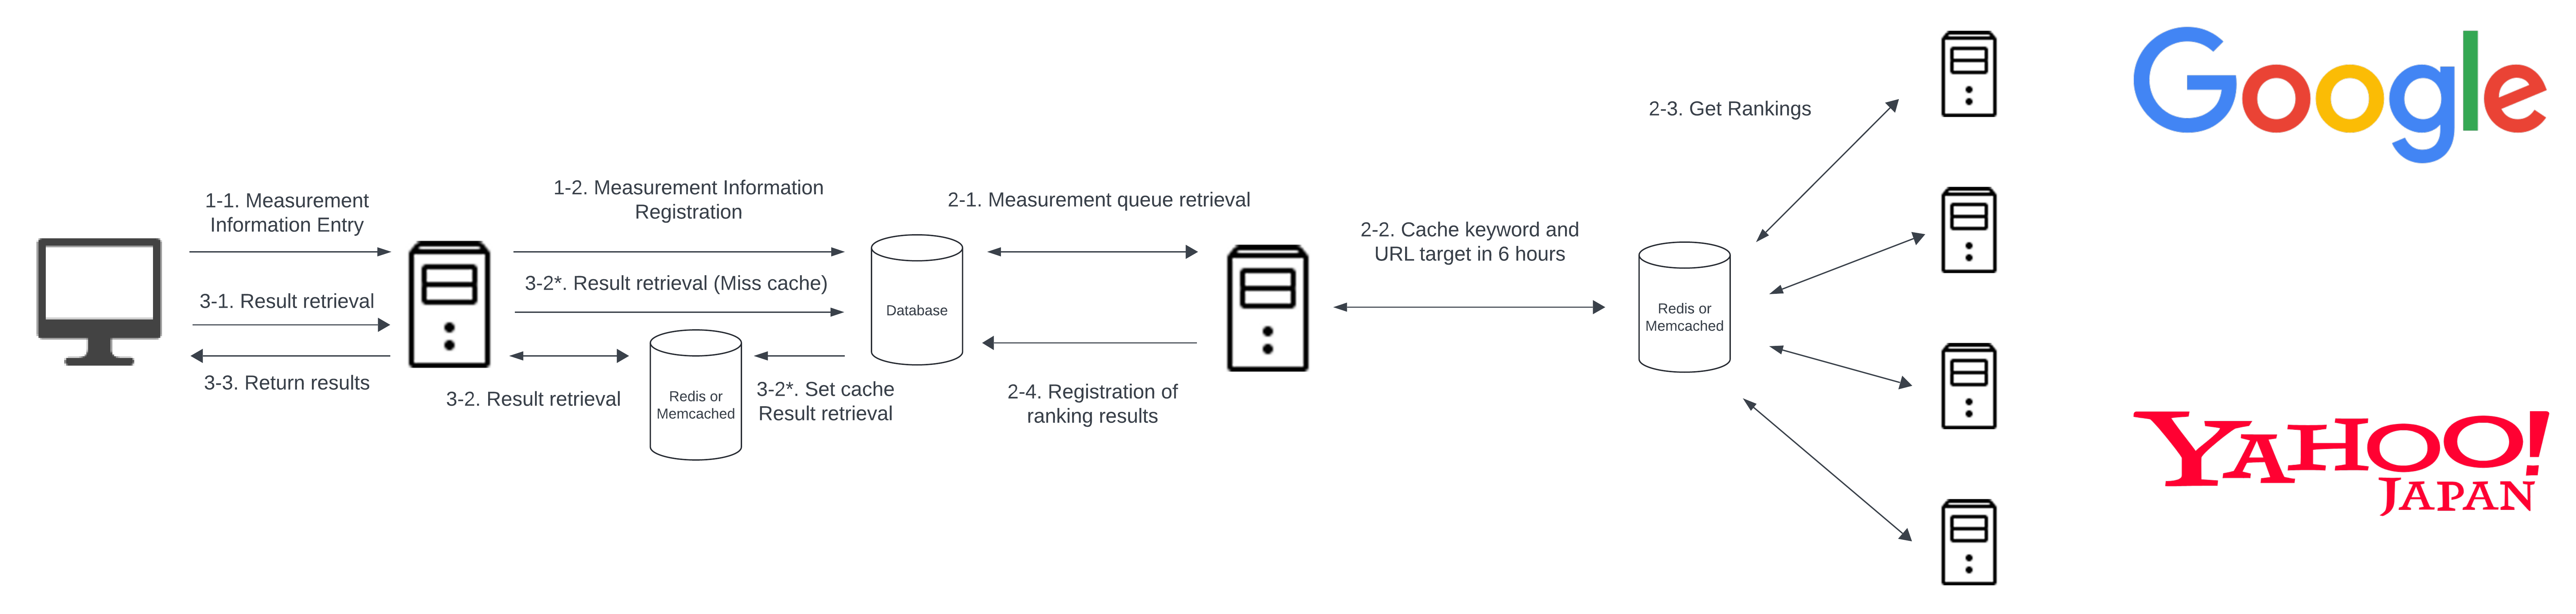 1-1. Measurement
Information Entry
3-1. Result retrieval
3-3. Return results
1-2. Measurement Information
Registration
3-2*. Result retrieval (Miss cache)
3-2. Result retrieval
Redis or
Memcached
3-2*. Set cache
Result retrieval
Database
2-1. Measurement queue retrieval
2-4. Registration of
ranking results
2-2. Cache keyword and
URL target in 6 hours
Redis or
Memcached
2-3. Get Rankings
Google
YAHOO!
JAPAN